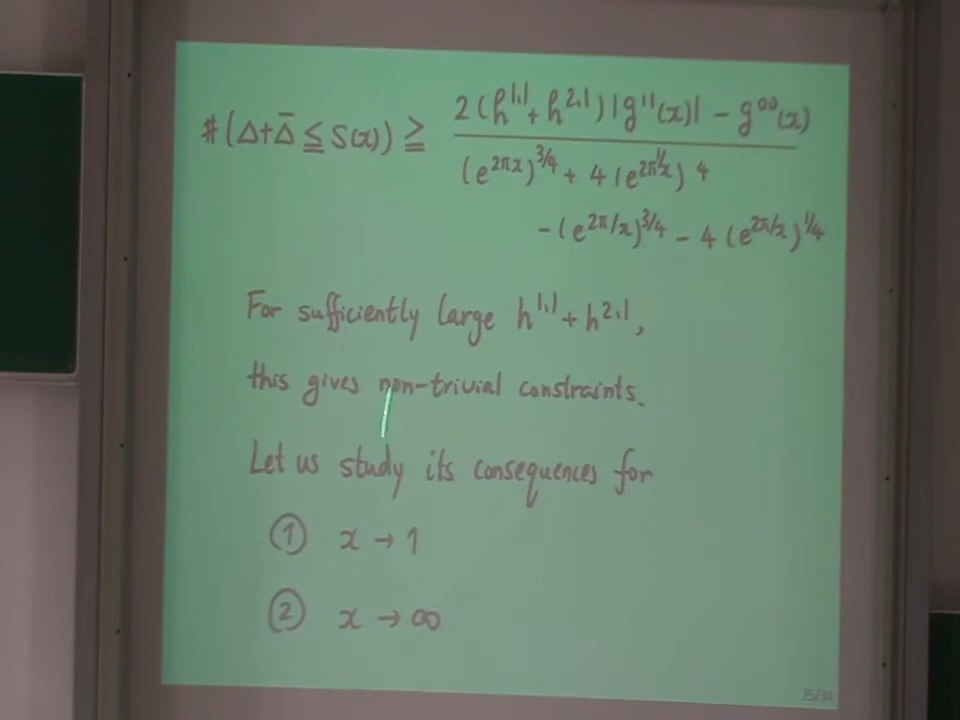 #(Δ+Δ̄ ≦ S(x)) ≧ 2(h^{1,1}+h^{2,1})|g^{11}(x)| − g^{00}(x)
(e^{2πx})^{3/4} + 4(e^{2π/x})^4
−(e^{2π/x})^{3/4} − 4(e^{2π/x})^{1/4}
For sufficiently large h^{1,1}+h^{2,1},
this gives non-trivial constraints.
Let us study its consequences for
① x → 1
② x → ∞
25/34